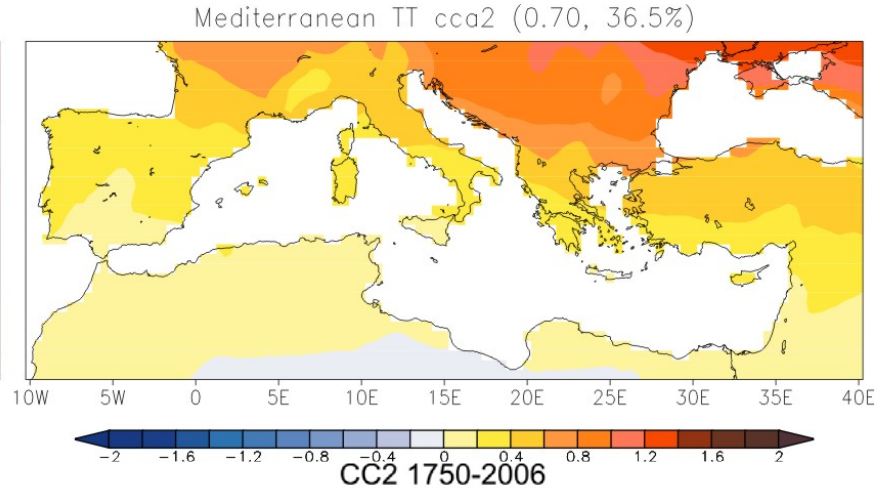 Mediterranean TT cca2 (0.70, 36.5%)
10W 5W 0 5E 10E 15E 20E 25E 30E 35E 40E
−2 −1.6 −1.2 −0.8 −0.4 0 0.4 0.8 1.2 1.6 2
CC2 1750-2006